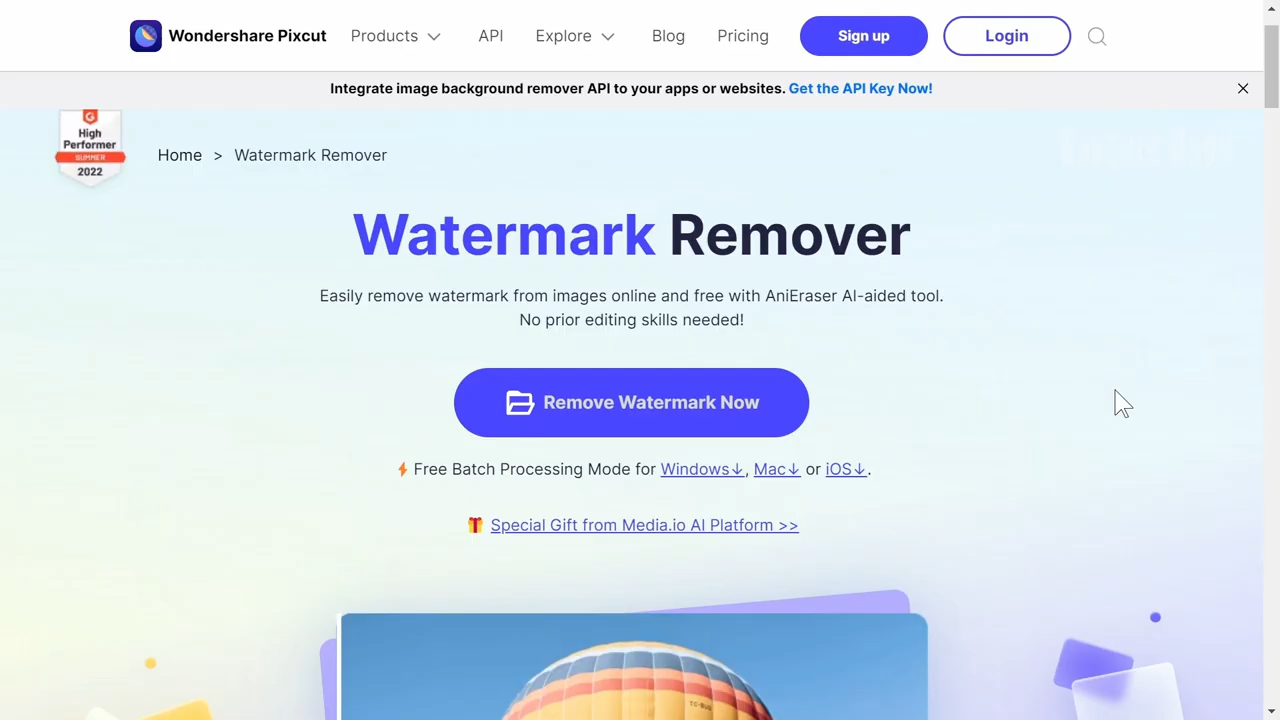 Wondershare Pixcut Products API Explore Blog Pricing Sign up Login
Integrate image background remover API to your apps or websites. Get the API Key Now!
High
Performer
SUMMER
2022
Home > Watermark Remover
Watermark Remover
Easily remove watermark from images online and free with AniEraser AI-aided tool.
No prior editing skills needed!
Remove Watermark Now
Free Batch Processing Mode for Windows↓, Mac↓ or iOS↓.
Special Gift from Media.io AI Platform >>